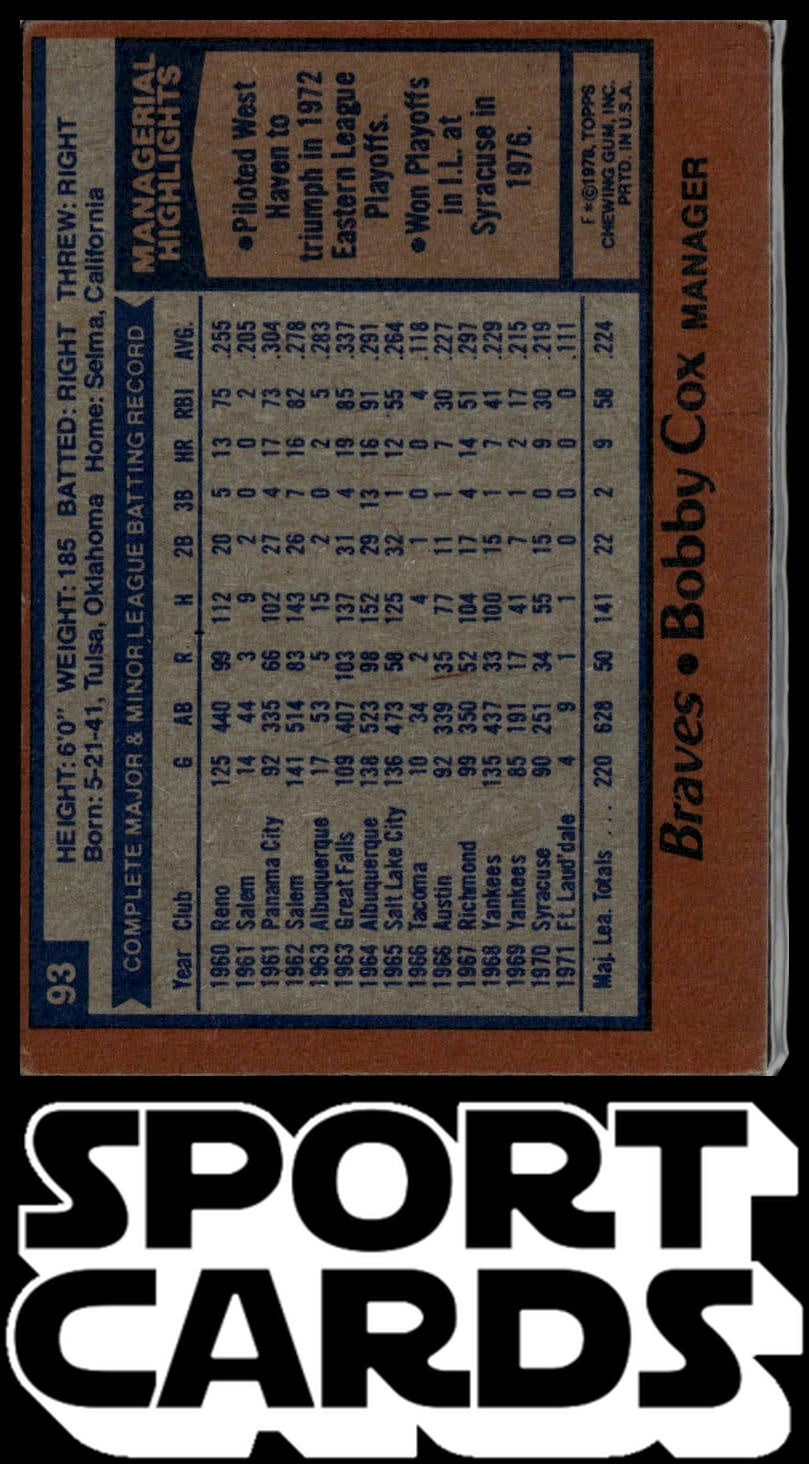 93
HEIGHT: 6'0" WEIGHT: 185 BATTED: RIGHT THREW: RIGHT
Born: 5-21-41, Tulsa, Oklahoma Home: Selma, California
COMPLETE MAJOR & MINOR LEAGUE BATTING RECORD
Year Club G AB R H 2B 3B HR RBI AVG.
1960 Reno 125 440 99 112 20 5 13 75 .255
1961 Salem 14 44 3 9 2 0 0 2 .205
1961 Panama City 92 335 66 102 27 4 17 73 .304
1962 Salem 141 514 83 143 26 7 16 82 .278
1963 Albuquerque 17 53 5 15 2 0 2 5 .283
1963 Great Falls 109 407 103 137 31 4 19 85 .337
1964 Albuquerque 138 523 98 152 29 13 16 91 .291
1965 Salt Lake City 136 473 58 125 32 1 12 55 .264
1966 Tacoma 10 34 2 4 1 0 0 4 .118
1966 Austin 92 339 35 77 11 1 7 30 .227
1967 Richmond 99 350 52 104 17 4 14 51 .297
1968 Yankees 135 437 33 100 15 1 7 41 .229
1969 Yankees 85 191 17 41 7 1 2 17 .215
1970 Syracuse 90 251 34 55 15 0 9 30 .219
1971 Ft. Laud'dale 4 9 1 1 0 0 0 0 .111
Maj. Lea. Totals .... 220 628 50 141 22 2 9 58 .224
MANAGERIAL
HIGHLIGHTS
•Piloted West
Haven to
triumph in 1972
Eastern League
Playoffs.
•Won Playoffs
in I.L. at
Syracuse in
1976.
F*©1978, TOPPS
CHEWING GUM, INC.
PRTD. IN U.S.A.
Braves • Bobby Cox MANAGER
SPORT
CARDS